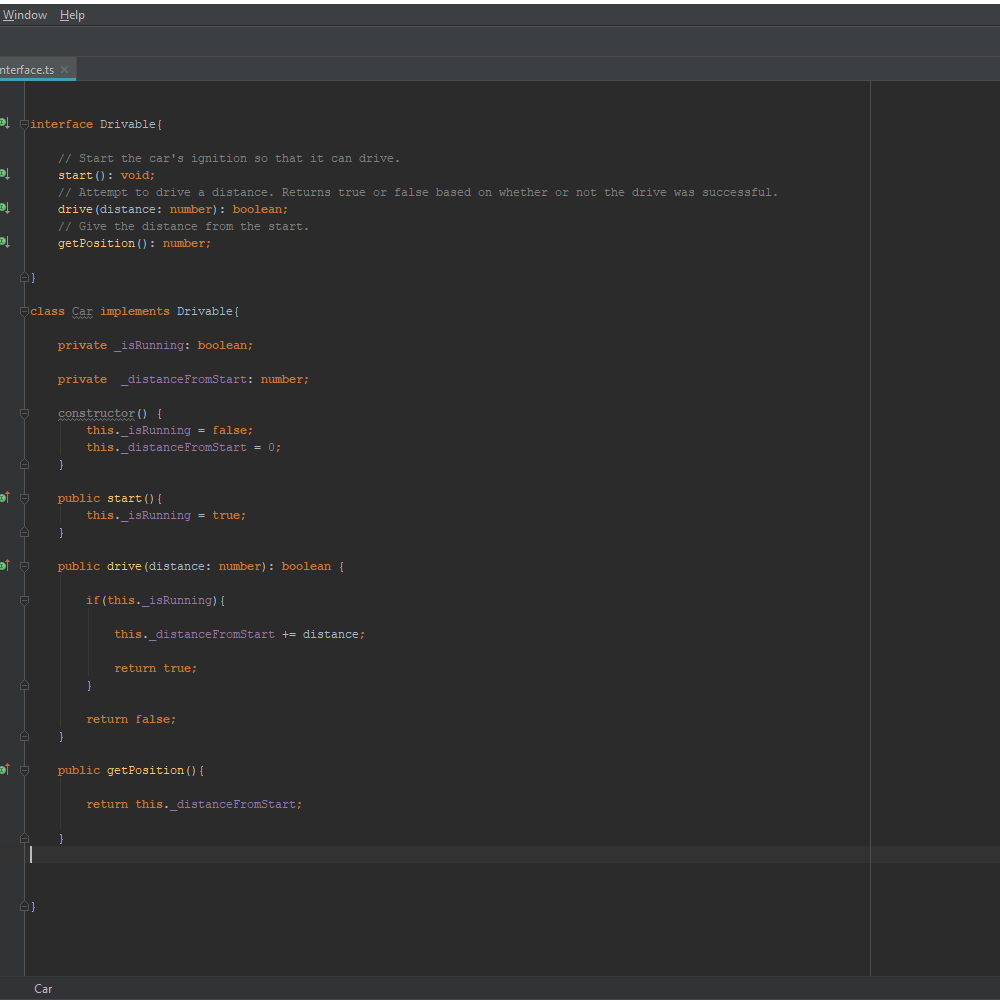 Window Help
nterface.ts
interface Drivable{
// Start the car's ignition so that it can drive.
start(): void;
// Attempt to drive a distance. Returns true or false based on whether or not the drive was successful.
drive(distance: number): boolean;
// Give the distance from the start.
getPosition(): number;
}
class Car implements Drivable{
private _isRunning: boolean;
private  _distanceFromStart: number;
constructor() {
this._isRunning = false;
this._distanceFromStart = 0;
}
public start(){
this._isRunning = true;
}
public drive(distance: number): boolean {
if(this._isRunning){
this._distanceFromStart += distance;
return true;
}
return false;
}
public getPosition(){
return this._distanceFromStart;
}
}
Car